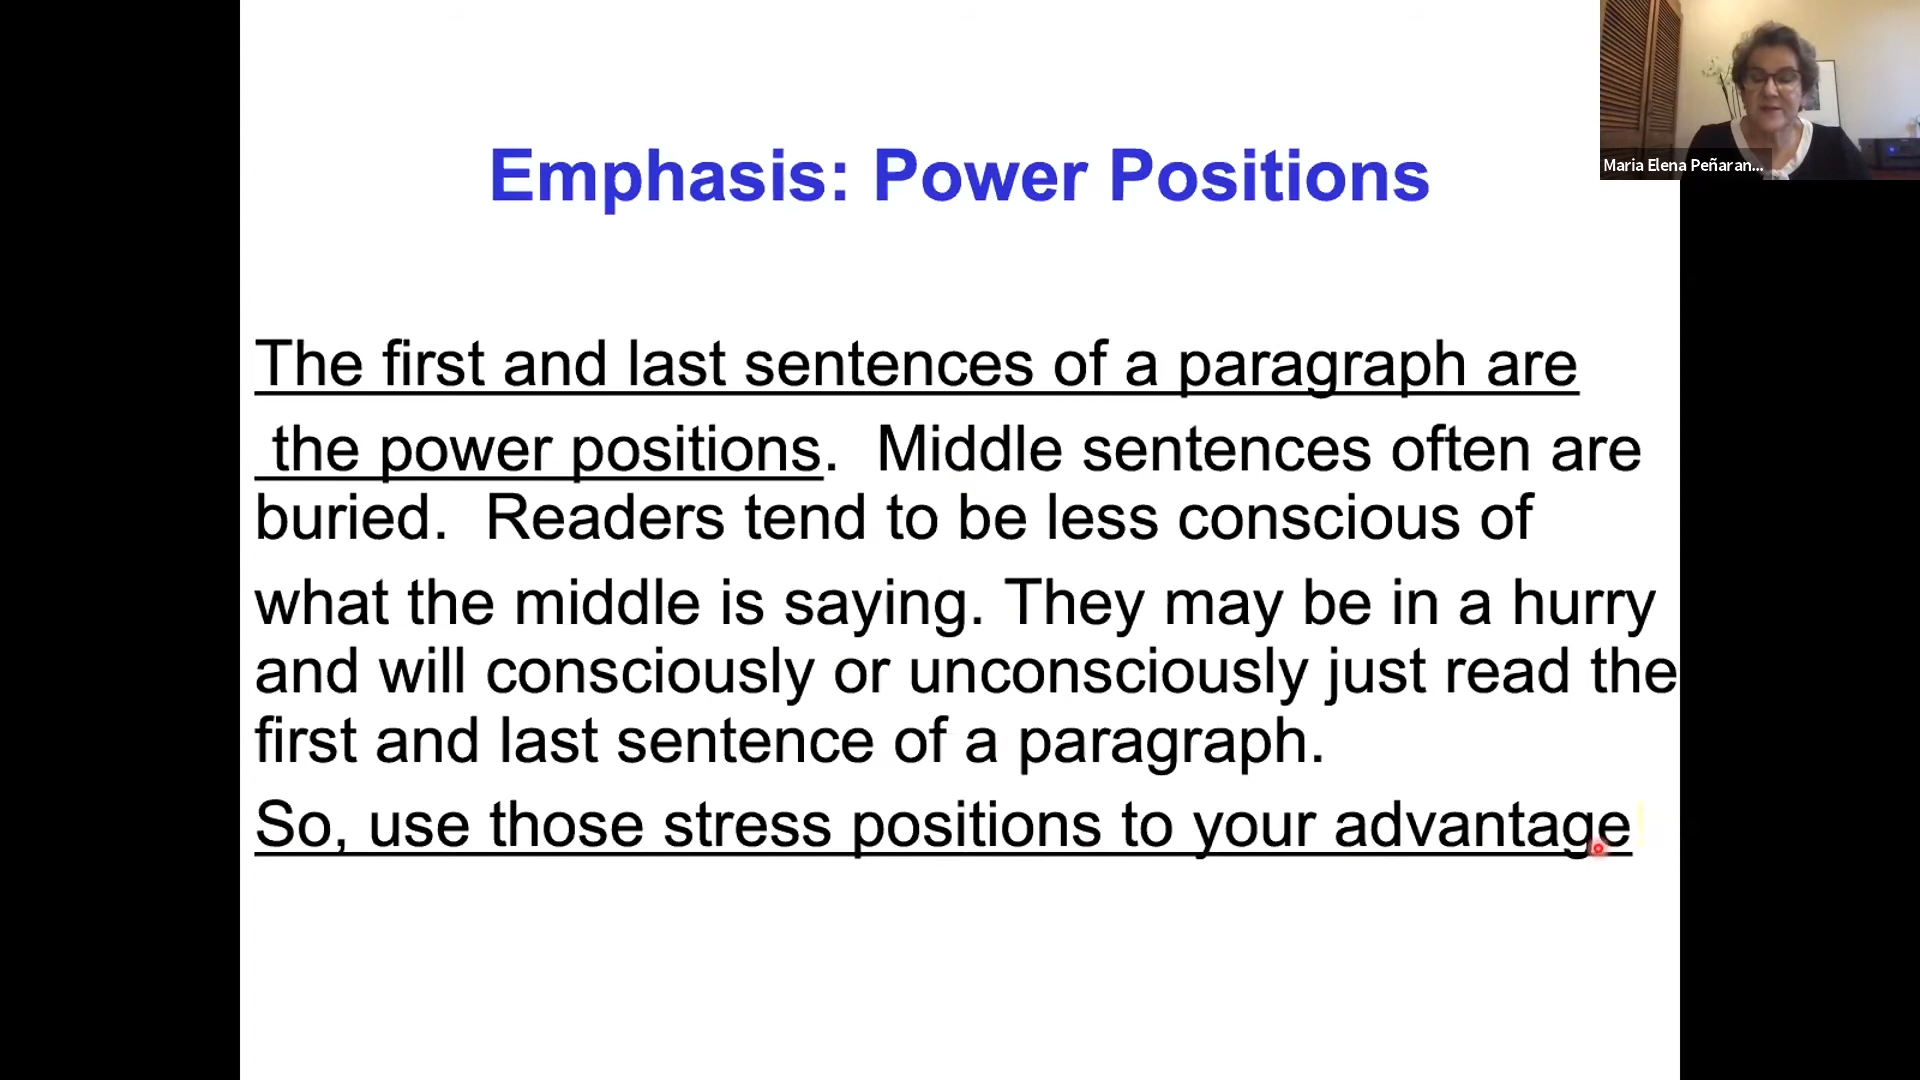 Emphasis: Power Positions
Maria Elena Peñaran...
The first and last sentences of a paragraph are
the power positions. Middle sentences often are
buried. Readers tend to be less conscious of
what the middle is saying. They may be in a hurry
and will consciously or unconsciously just read the
first and last sentence of a paragraph.
So, use those stress positions to your advantage!